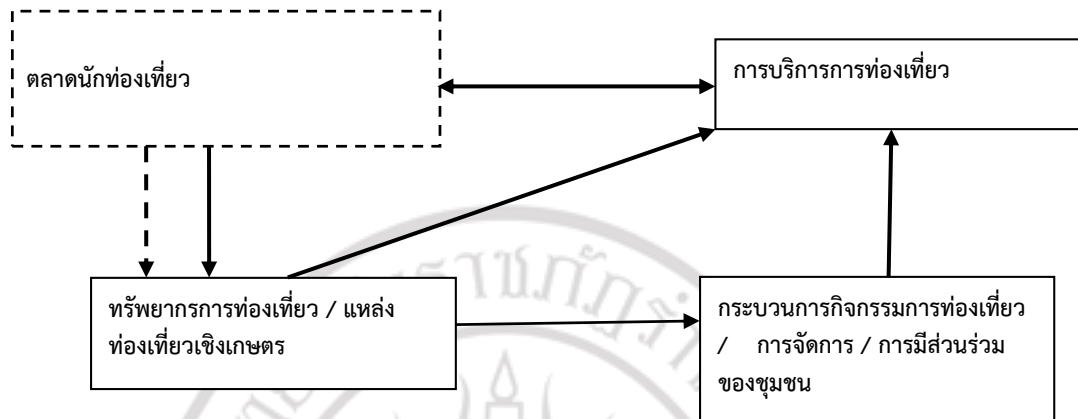 ตลาดนักท่องเที่ยว
การบริการการท่องเที่ยว
ทรัพยากรการท่องเที่ยว / แหล่ง
ท่องเที่ยวเชิงเกษตร
กระบวนการกิจกรรมการท่องเที่ยว
/ การจัดการ / การมีส่วนร่วม
ของชุมชน